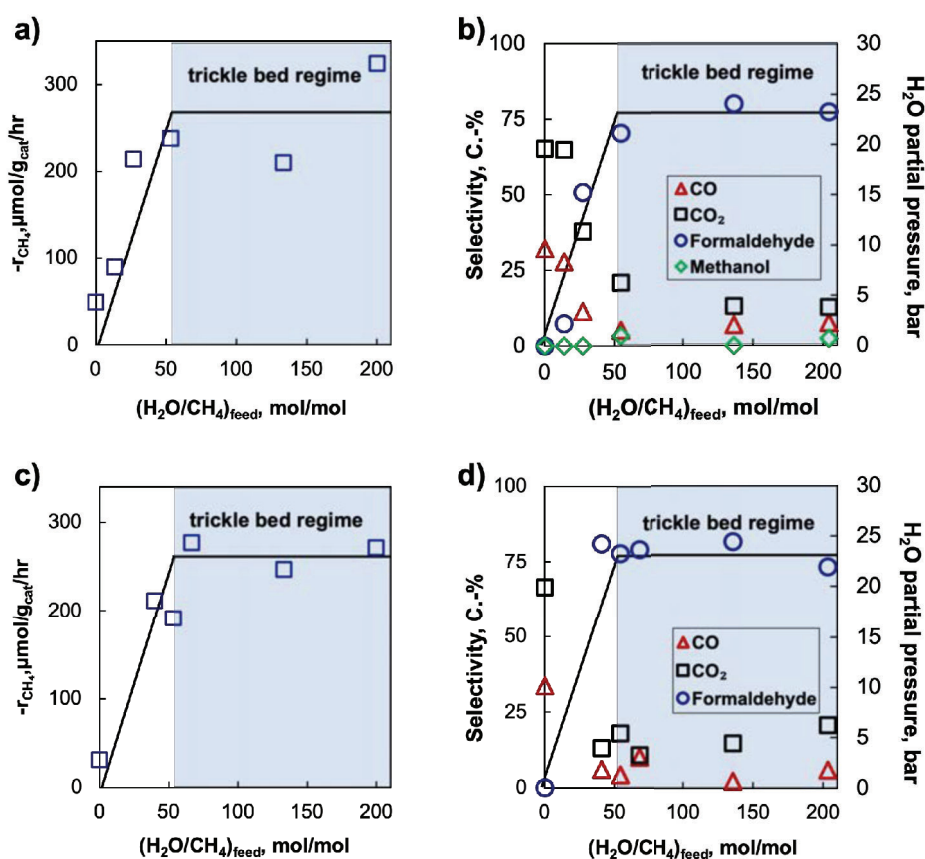 a)
trickle bed regime
300
200
100
0
0 50 100 150 200
-rCH₄,μmol/gcat/hr
(H₂O/CH₄)feed, mol/mol
b)
trickle bed regime
100
75
50
25
0
30
25
20
15
10
5
0
0 50 100 150 200
Selectivity, C.-%
H₂O partial pressure, bar
CO
CO₂
Formaldehyde
Methanol
(H₂O/CH₄)feed, mol/mol
c)
trickle bed regime
300
200
100
0
0 50 100 150 200
-rCH₄,μmol/gcat/hr
(H₂O/CH₄)feed, mol/mol
d)
trickle bed regime
100
75
50
25
0
30
25
20
15
10
5
0
0 50 100 150 200
Selectivity, C.-%
H₂O partial pressure, bar
CO
CO₂
Formaldehyde
(H₂O/CH₄)feed, mol/mol